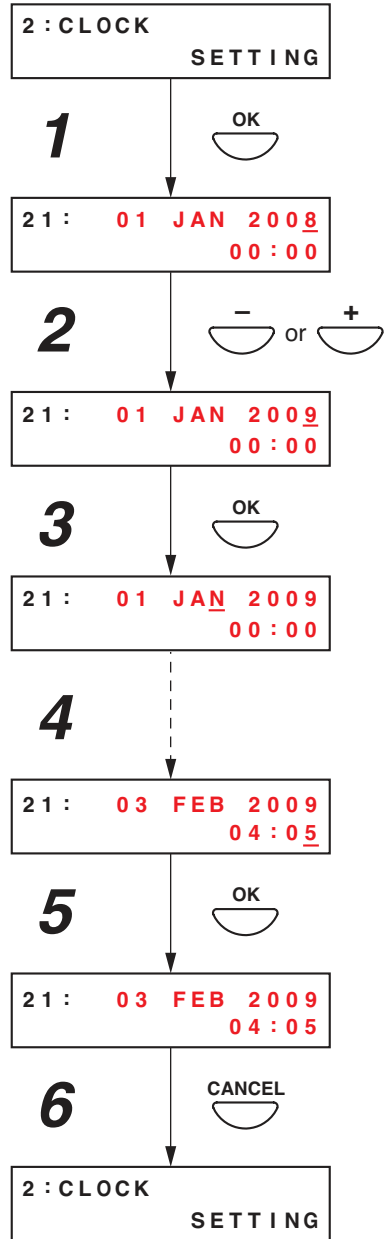 2:CLOCK
SETTING
1 OK
21: 01 JAN 2008
00:00
2 − or +
21: 01 JAN 2009
00:00
3 OK
21: 01 JAN 2009
00:00
4
21: 03 FEB 2009
04:05
5 OK
21: 03 FEB 2009
04:05
6 CANCEL
2:CLOCK
SETTING